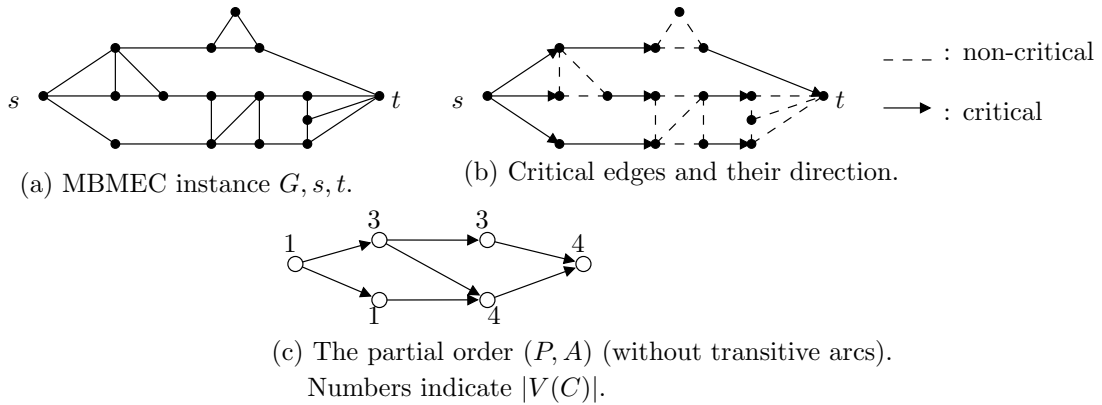 s
t
(a) MBMEC instance G, s, t.
s
t
: non-critical
: critical
(b) Critical edges and their direction.
1
3
3
4
1
4
(c) The partial order (P, A) (without transitive arcs).
Numbers indicate |V(C)|.